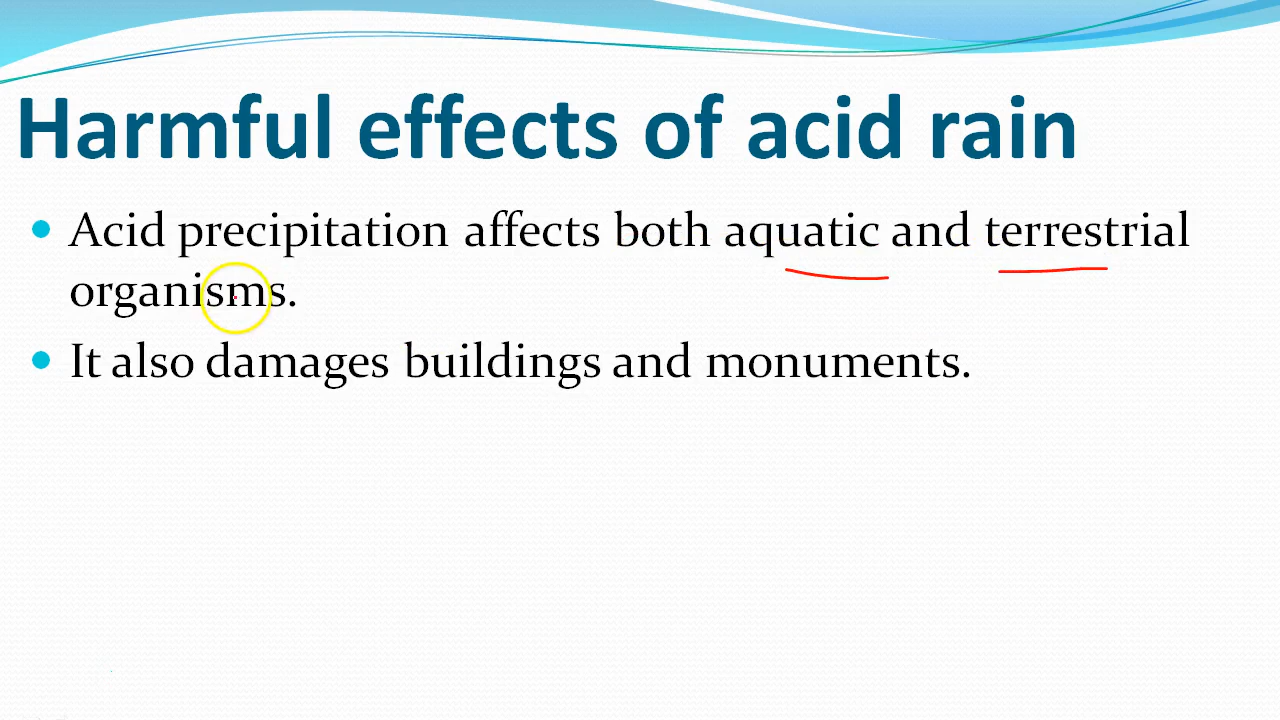 Harmful effects of acid rain
• Acid precipitation affects both aquatic and terrestrial
organisms.
• It also damages buildings and monuments.